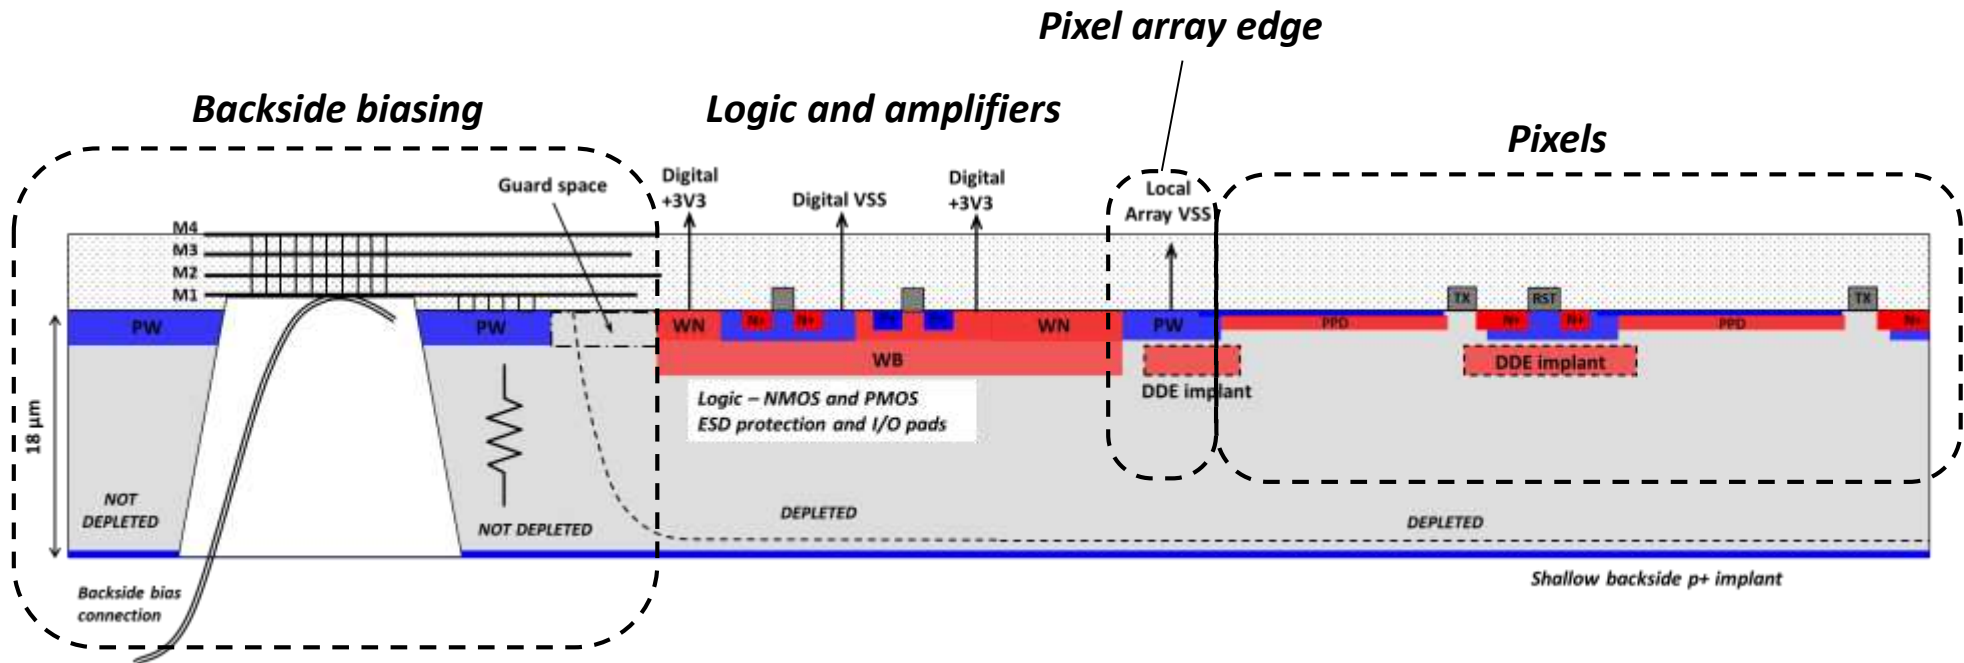 Pixel array edge
Backside biasing
Logic and amplifiers
Pixels
Guard space
Digital
+3V3
Digital VSS
Digital
+3V3
Local
Array VSS
M4
M3
M2
M1
TX
RST
TX
PW
PW
WN
N+
N+
WN
PW
PPD
N+
N+
PPD
N+
WB
DDE implant
DDE implant
Logic – NMOS and PMOS
ESD protection and I/O pads
18 µm
NOT
DEPLETED
NOT DEPLETED
DEPLETED
DEPLETED
Shallow backside p+ implant
Backside bias
connection